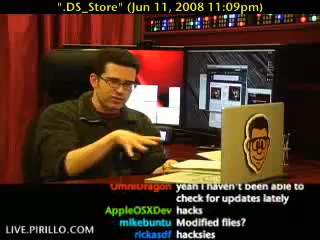 ".DS_Store" (Jun 11, 2008 11:09pm)
OmniDragon yeah I haven't been able to
check for updates lately
AppleOSXDev hacks
mikebuntu Modified files?
rickasdf hacksies
LIVE.PIRILLO.COM